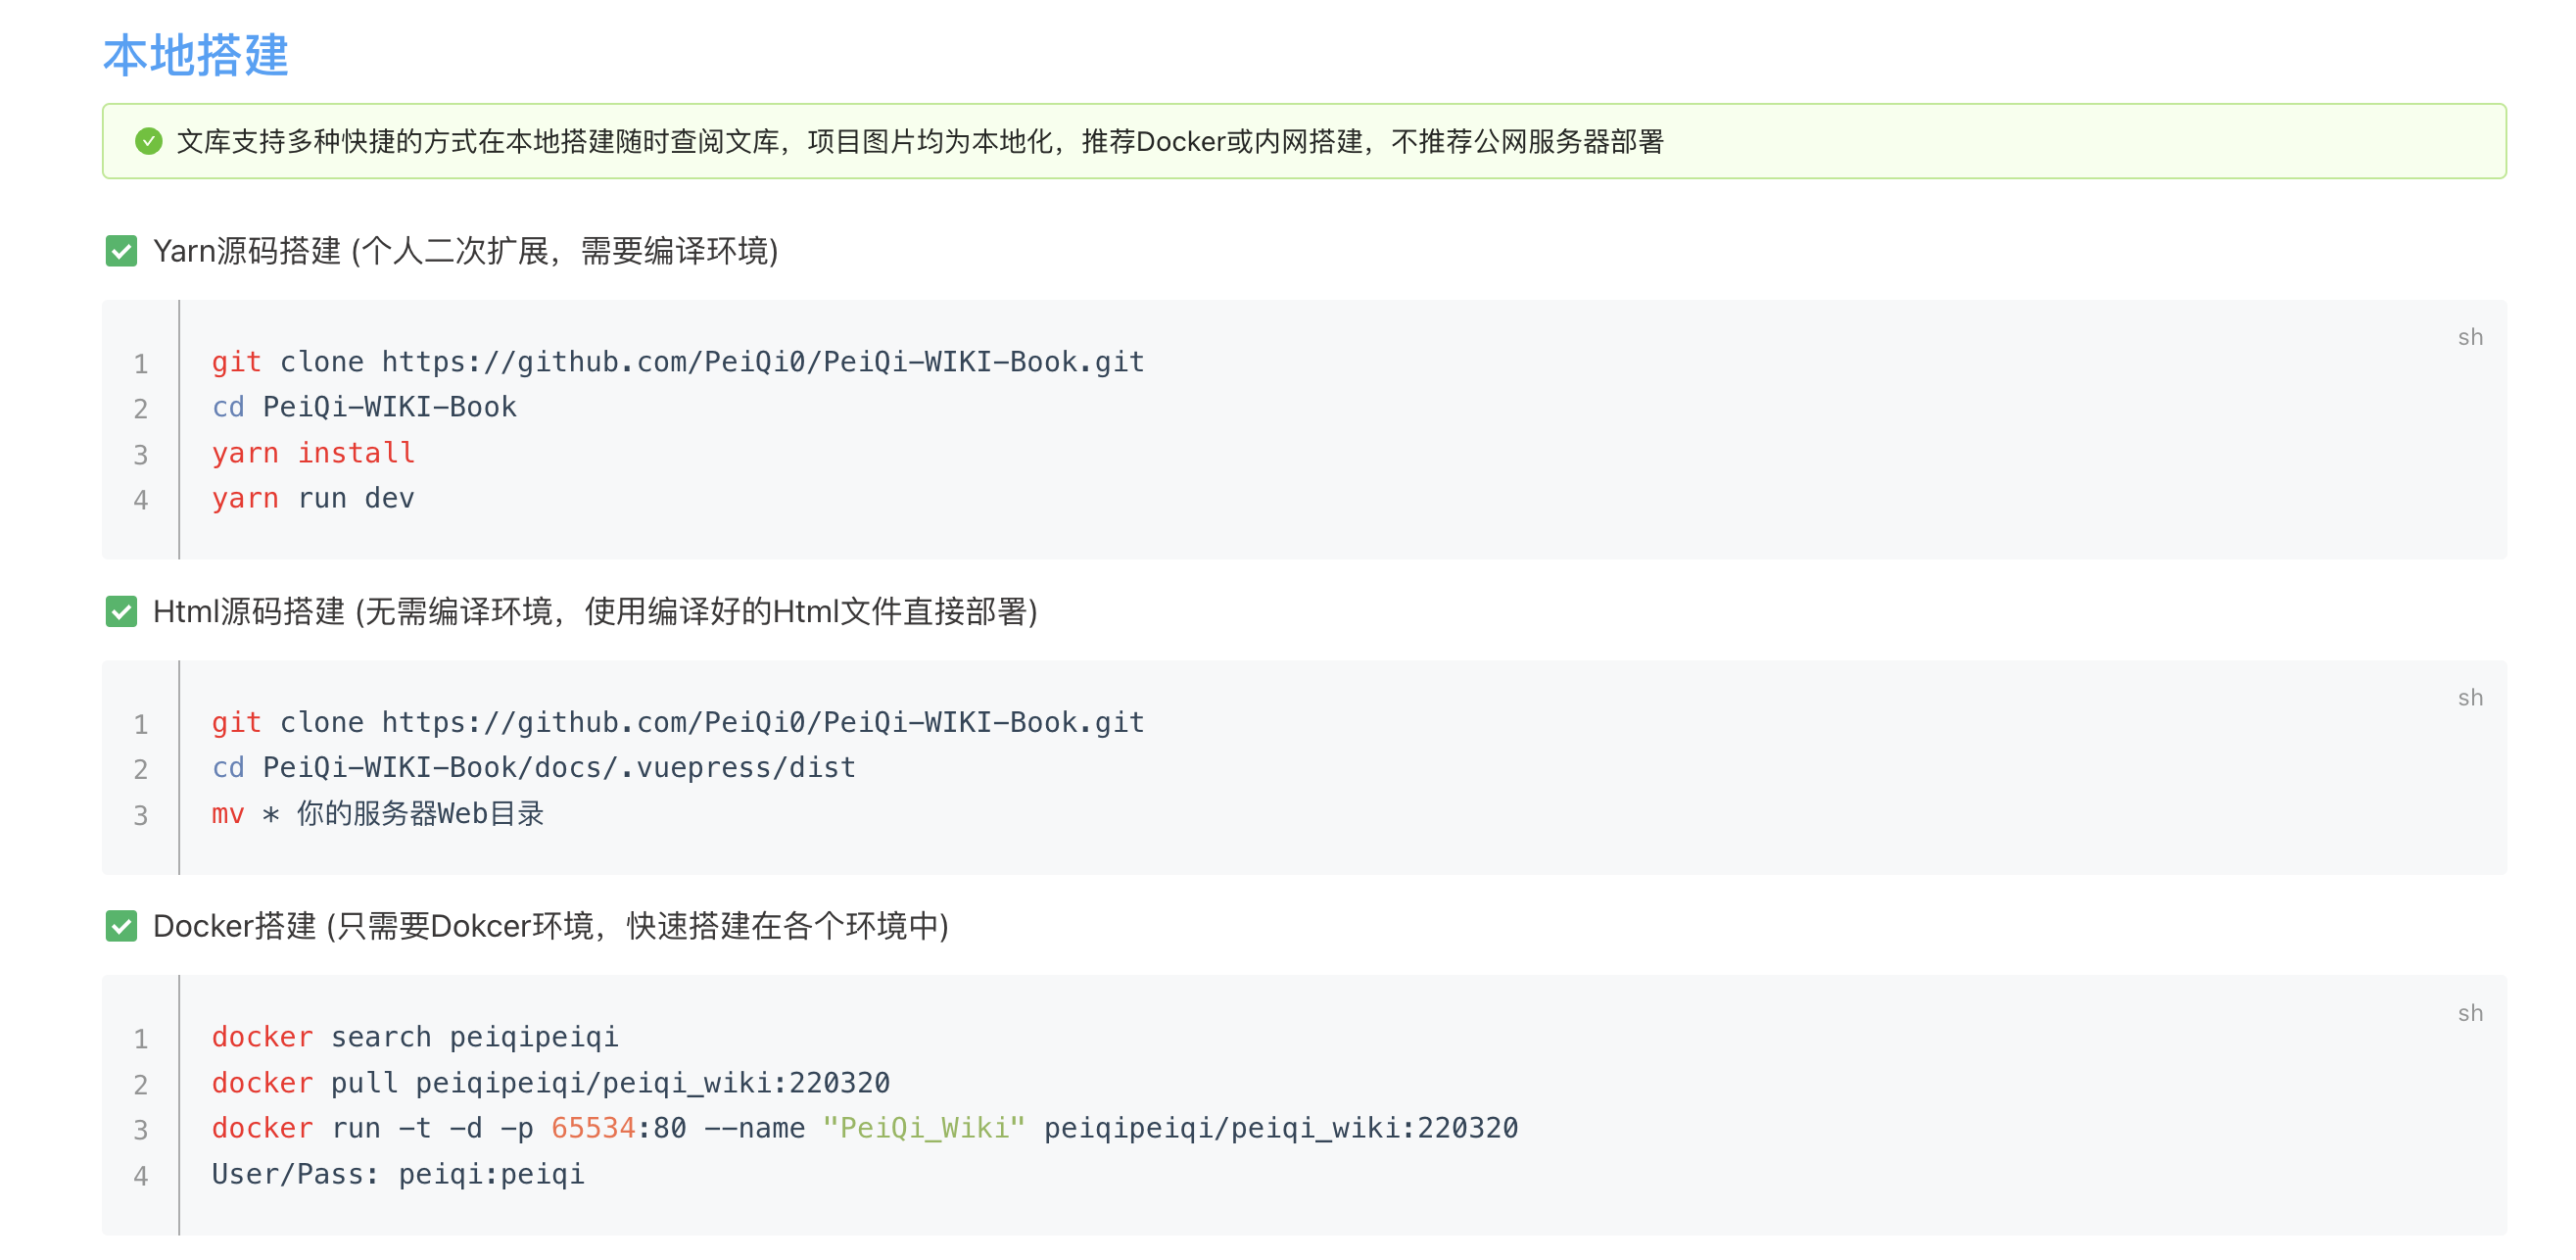 本地搭建
文库支持多种快捷的方式在本地搭建随时查阅文库，项目图片均为本地化，推荐Docker或内网搭建，不推荐公网服务器部署
Yarn源码搭建 (个人二次扩展，需要编译环境)
sh
1 git clone https://github.com/PeiQi0/PeiQi-WIKI-Book.git
2 cd PeiQi-WIKI-Book
3 yarn install
4 yarn run dev
Html源码搭建 (无需编译环境，使用编译好的Html文件直接部署)
sh
1 git clone https://github.com/PeiQi0/PeiQi-WIKI-Book.git
2 cd PeiQi-WIKI-Book/docs/.vuepress/dist
3 mv * 你的服务器Web目录
Docker搭建 (只需要Dokcer环境，快速搭建在各个环境中)
sh
1 docker search peiqipeiqi
2 docker pull peiqipeiqi/peiqi_wiki:220320
3 docker run -t -d -p 65534:80 --name "PeiQi_Wiki" peiqipeiqi/peiqi_wiki:220320
4 User/Pass: peiqi:peiqi